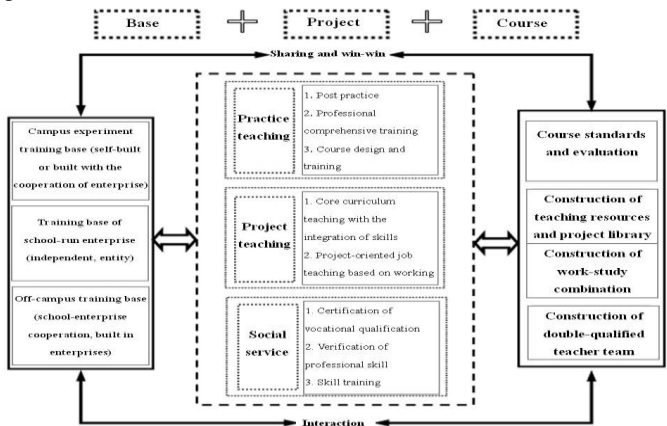 Base + Project + Course
Sharing and win-win
Campus experiment
training base (self-built
or built with the
cooperation of enterprise)
Training base of
school-run enterprise
(independent, entity)
Off-campus training base
(school-enterprise
cooperation, built in
enterprises)
Practice
teaching
1. Post practice
2. Professional
comprehensive training
3. Course design and
training
Project
teaching
1. Core curriculum
teaching with the
integration of skills
2. Project-oriented job
teaching based on working
Social
service
1. Certification of
vocational qualification
2. Verification of
professional skill
3. Skill training
Course standards
and evaluation
Construction of
teaching resources
and project library
Construction of
work-study
combination
Construction of
double-qualified
teacher team
Interaction